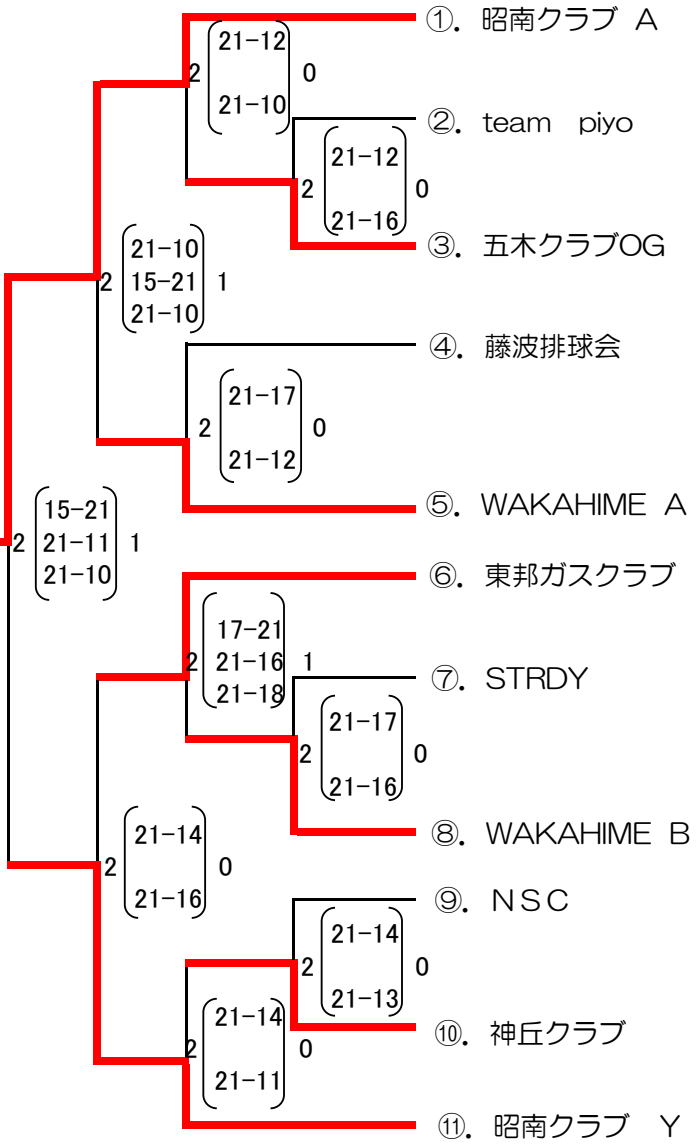 ①. 昭南クラブ A
21-12
2 0
21-10
②. team piyo
21-12
2 0
21-16
③. 五木クラブOG
21-10
2 15-21 1
21-10
④. 藤波排球会
21-17
2 0
21-12
⑤. WAKAHIME A
15-21
2 21-11 1
21-10
⑥. 東邦ガスクラブ
17-21
2 21-16 1
21-18
⑦. STRDY
21-17
2 0
21-16
⑧. WAKAHIME B
21-14
2 0
21-16
⑨. NSC
21-14
2 0
21-13
⑩. 神丘クラブ
21-14
2 0
21-11
⑪. 昭南クラブ Y